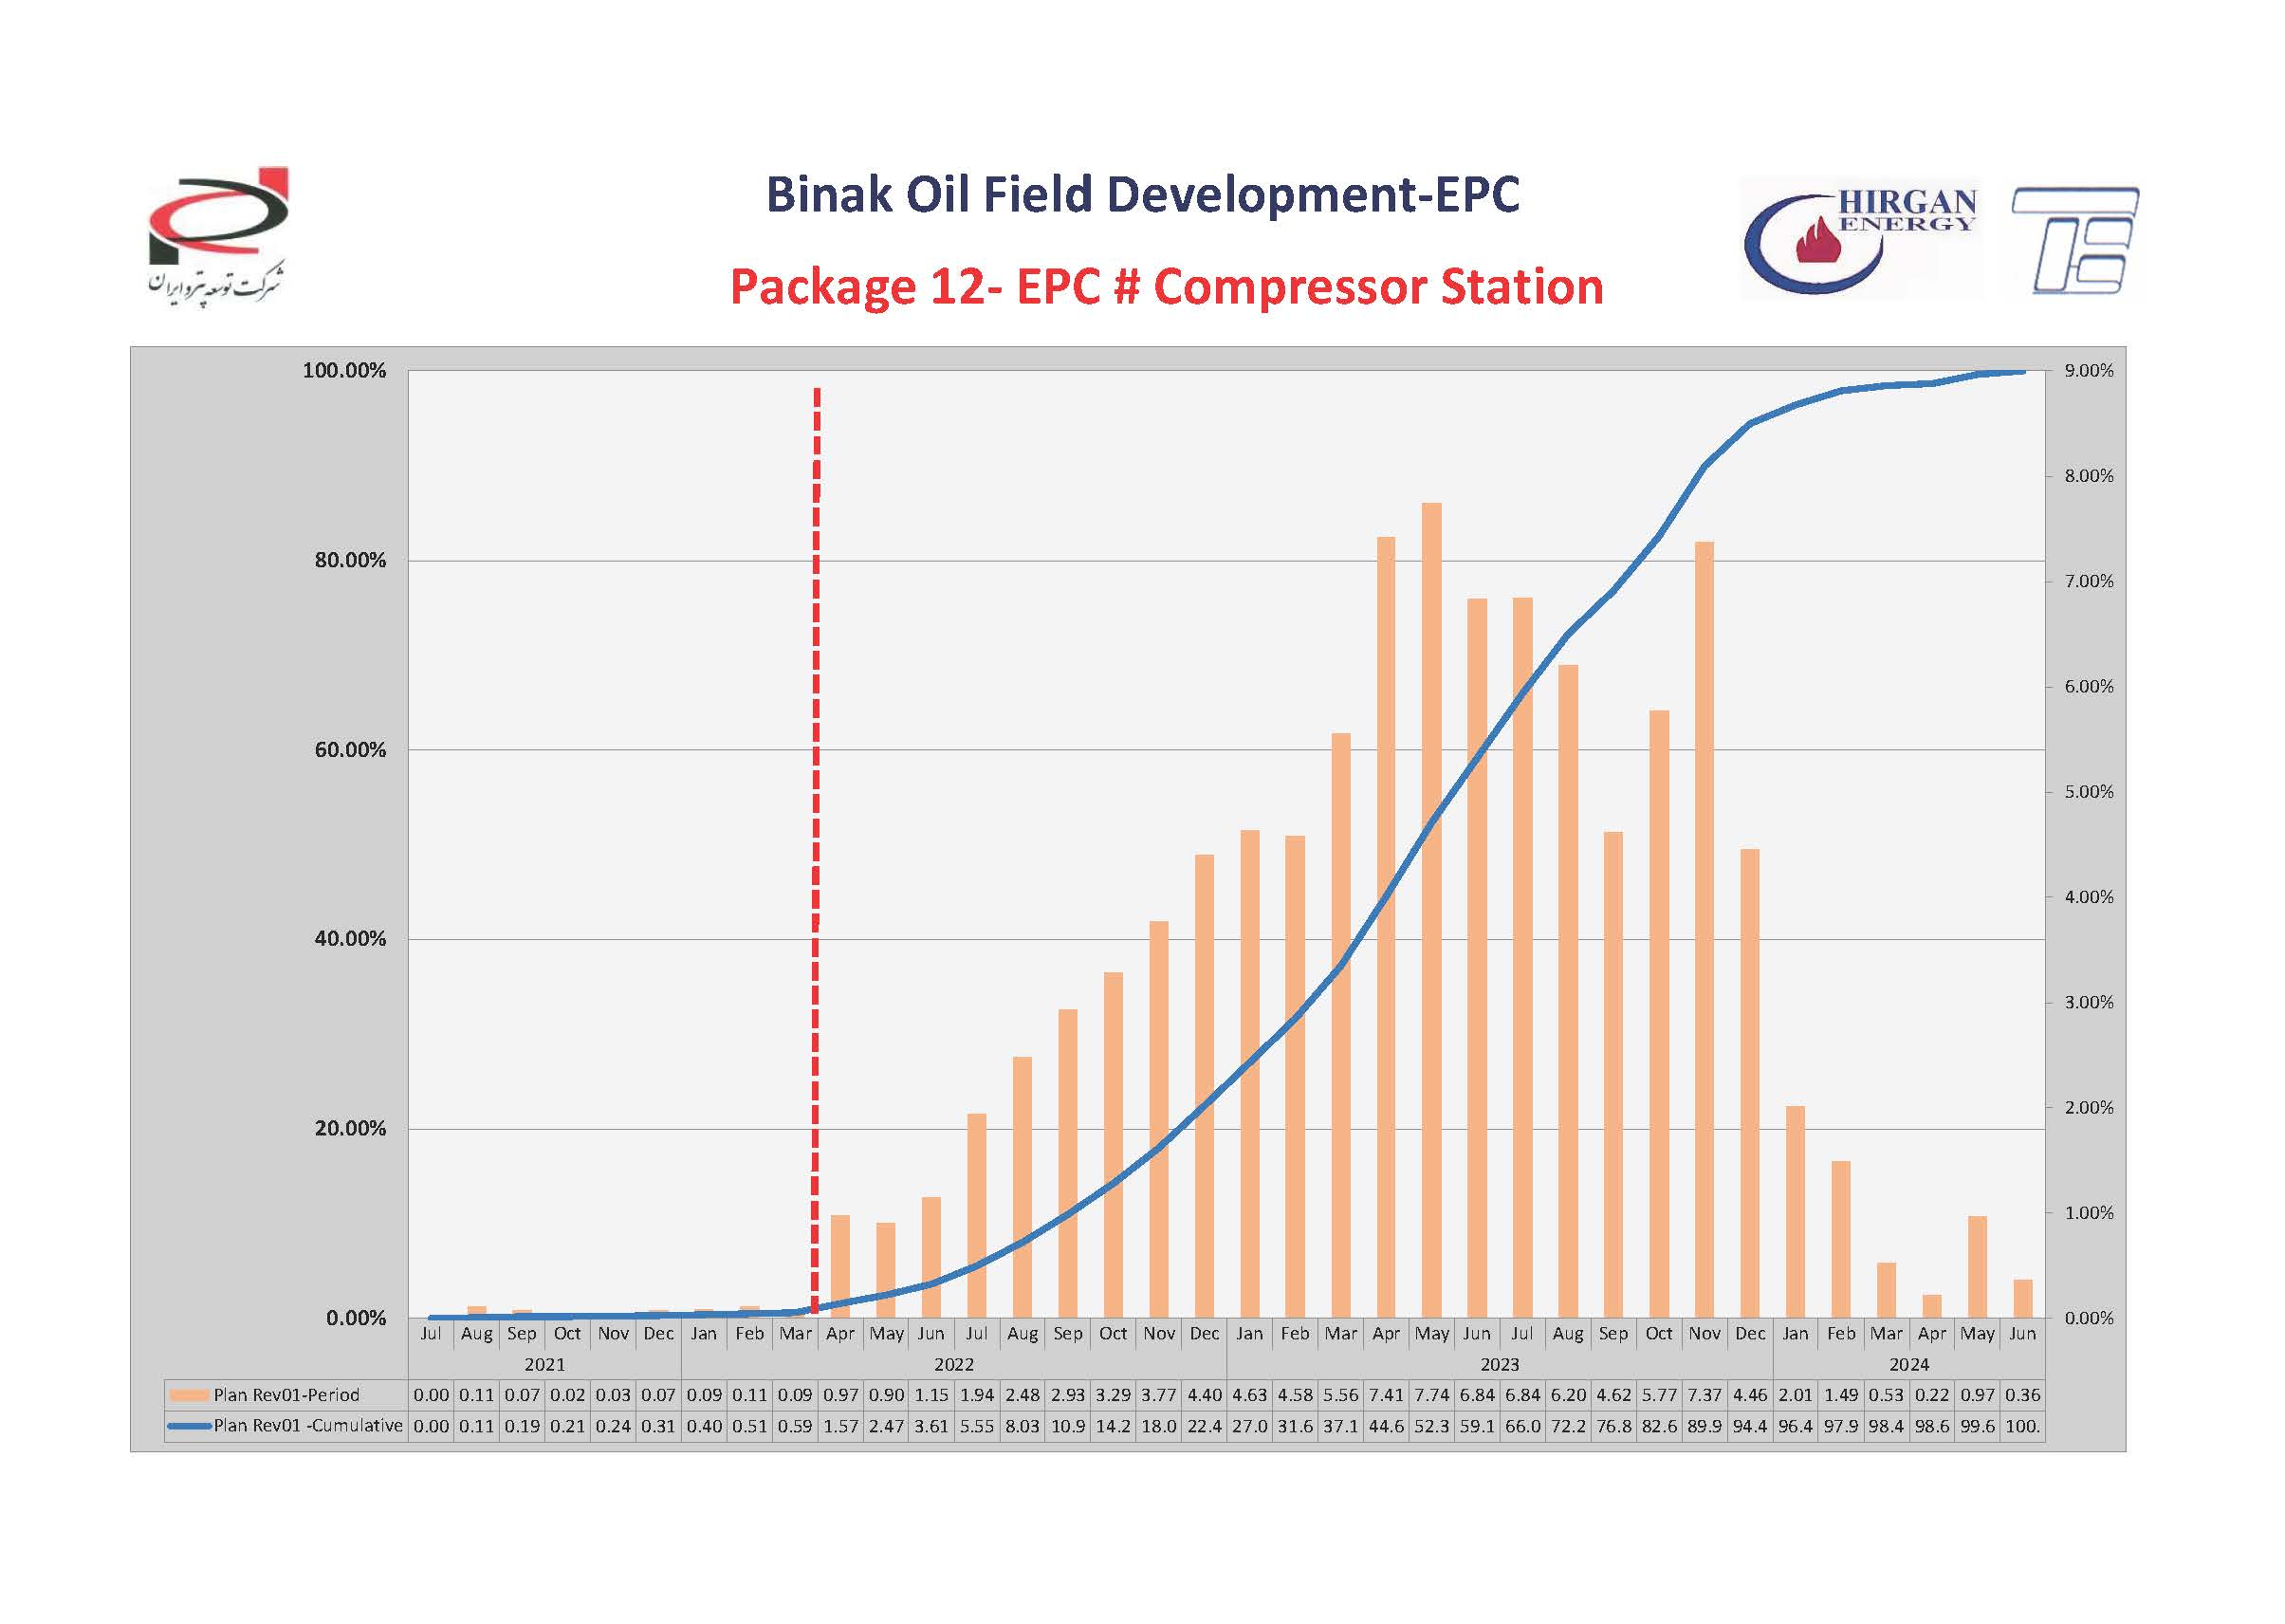 Binak Oil Field Development-EPC
Package 12- EPC # Compressor Station
شرکت توسعه پترو ایران
HIRGAN
ENERGY
100.00%
80.00%
60.00%
40.00%
20.00%
0.00%
9.00%
8.00%
7.00%
6.00%
5.00%
4.00%
3.00%
2.00%
1.00%
0.00%
Jul Aug Sep Oct Nov Dec Jan Feb Mar Apr May Jun Jul Aug Sep Oct Nov Dec Jan Feb Mar Apr May Jun Jul Aug Sep Oct Nov Dec Jan Feb Mar Apr May Jun
2021 2022 2023 2024
Plan Rev01-Period 0.00 0.11 0.07 0.02 0.03 0.07 0.09 0.11 0.09 0.97 0.90 1.15 1.94 2.48 2.93 3.29 3.77 4.40 4.63 4.58 5.56 7.41 7.74 6.84 6.84 6.20 4.62 5.77 7.37 4.46 2.01 1.49 0.53 0.22 0.97 0.36
Plan Rev01 -Cumulative 0.00 0.11 0.19 0.21 0.24 0.31 0.40 0.51 0.59 1.57 2.47 3.61 5.55 8.03 10.9 14.2 18.0 22.4 27.0 31.6 37.1 44.6 52.3 59.1 66.0 72.2 76.8 82.6 89.9 94.4 96.4 97.9 98.4 98.6 99.6 100.